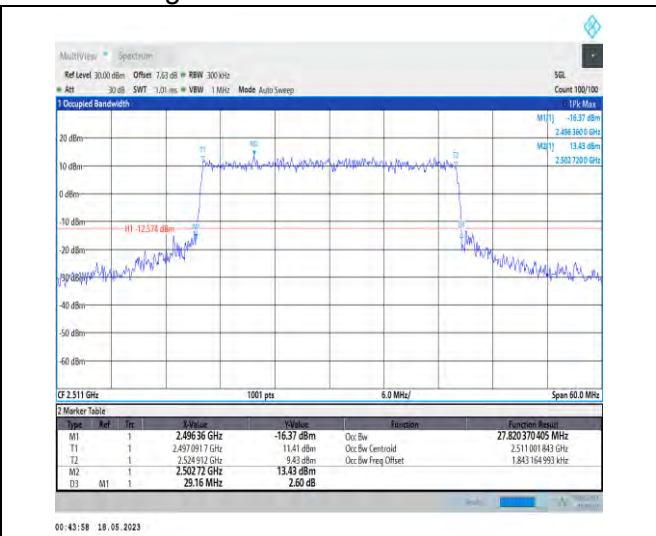 MultiView Spectrum
Ref Level 30.00 dBm Offset 7.63 dB RBW 300 kHz SGL
Att 30 dB SWT 1.01 ms VBW 1 MHz Mode Auto Sweep Count 100/100
1 Occupied Bandwidth 1Pk Max
M1[1] -16.37 dBm
2.496 360 0 GHz
M2[1] 13.43 dBm
2.502 720 0 GHz
20 dBm
10 dBm
0 dBm
-10 dBm
H1 -12.574 dBm
-20 dBm
-30 dBm
-40 dBm
-50 dBm
-60 dBm
T1
M2
T2
CF 2.511 GHz 1001 pts 6.0 MHz/ Span 60.0 MHz
2 Marker Table
Type Ref Trc X-Value Y-Value Function Function Result
M1 1 2.496 36 GHz -16.37 dBm Occ Bw 27.820 370 405 MHz
T1 1 2.497 091 7 GHz 11.41 dBm Occ Bw Centroid 2.511 001 843 GHz
T2 1 2.524 912 GHz 9.43 dBm Occ Bw Freq Offset 1.843 164 993 kHz
M2 1 2.502 72 GHz 13.43 dBm
D3 M1 1 29.16 MHz 2.60 dB
00:43:58 18.05.2023